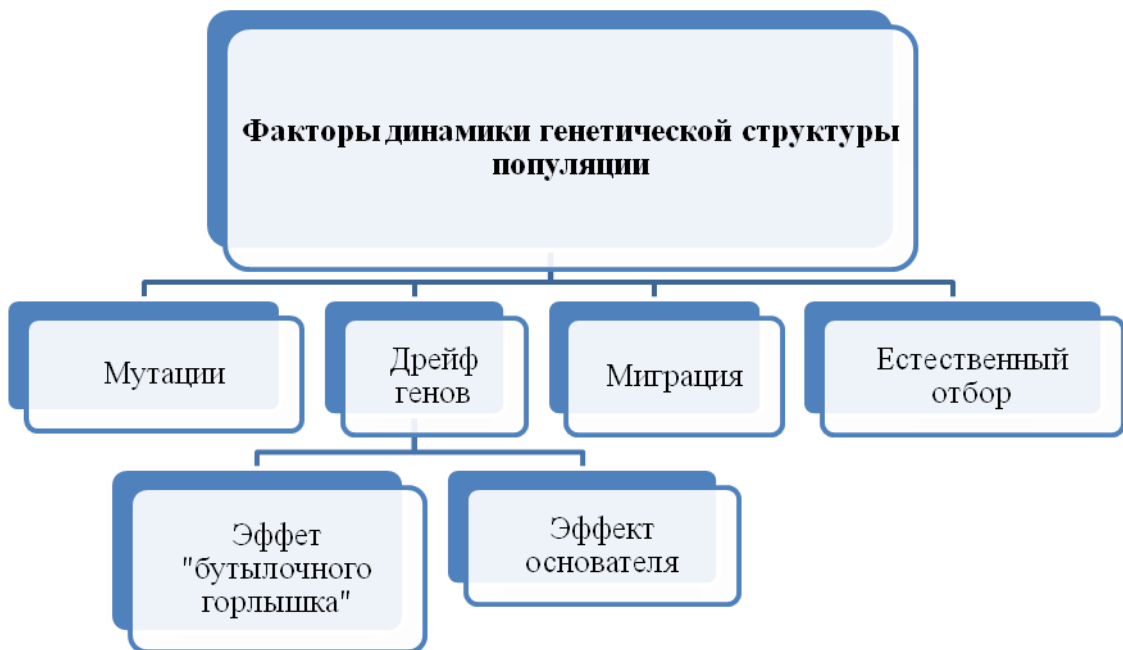 Факторы динамики генетической структуры
популяции
Мутации
Дрейф
генов
Миграция
Естественный
отбор
Эффет
"бутылочного
горлышка"
Эффект
основателя